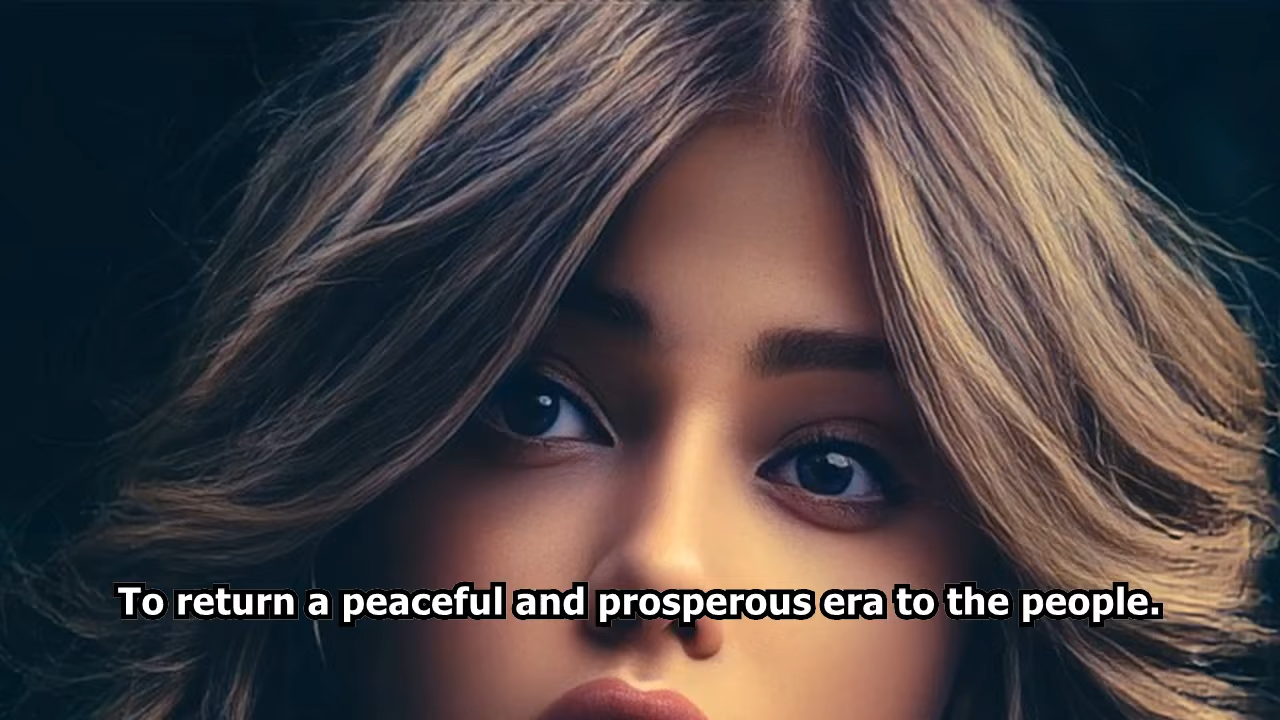 To return a peaceful and prosperous era to the people.